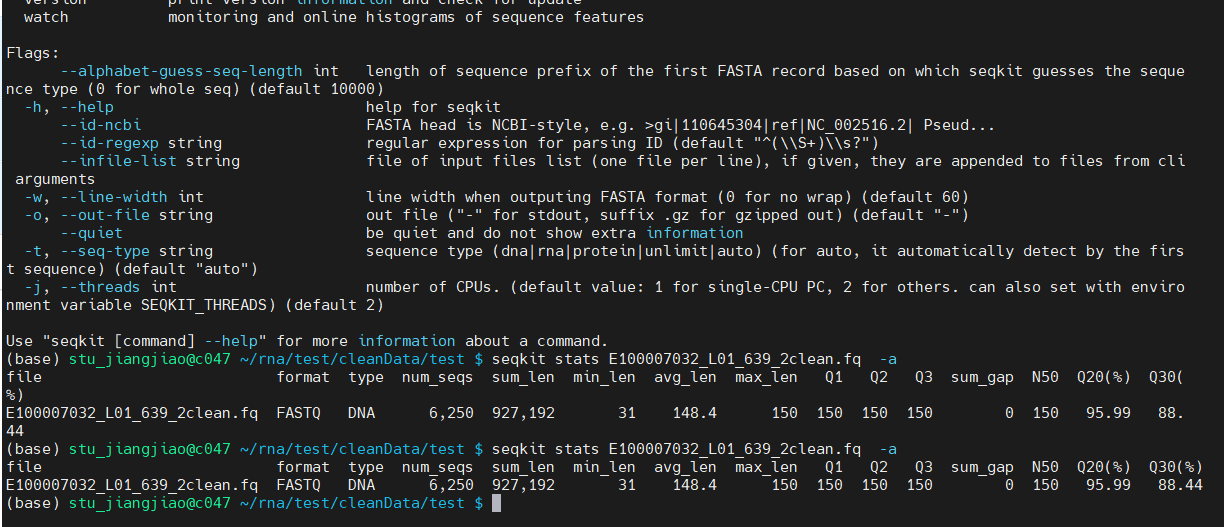 version          print version information and check for update
  watch            monitoring and online histograms of sequence features
Flags:
      --alphabet-guess-seq-length int   length of sequence prefix of the first FASTA record based on which seqkit guesses the seque
nce type (0 for whole seq) (default 10000)
  -h, --help                            help for seqkit
      --id-ncbi                         FASTA head is NCBI-style, e.g. >gi|110645304|ref|NC_002516.2| Pseud...
      --id-regexp string                regular expression for parsing ID (default "^(\\S+)\\s?")
      --infile-list string              file of input files list (one file per line), if given, they are appended to files from cli
 arguments
  -w, --line-width int                  line width when outputing FASTA format (0 for no wrap) (default 60)
  -o, --out-file string                 out file ("-" for stdout, suffix .gz for gzipped out) (default "-")
      --quiet                           be quiet and do not show extra information
  -t, --seq-type string                 sequence type (dna|rna|protein|unlimit|auto) (for auto, it automatically detect by the firs
t sequence) (default "auto")
  -j, --threads int                     number of CPUs. (default value: 1 for single-CPU PC, 2 for others. can also set with enviro
nment variable SEQKIT_THREADS) (default 2)
Use "seqkit [command] --help" for more information about a command.
(base) stu_jiangjiao@c047 ~/rna/test/cleanData/test $ seqkit stats E100007032_L01_639_2clean.fq  -a
file                          format  type  num_seqs  sum_len  min_len  avg_len  max_len   Q1   Q2   Q3  sum_gap  N50  Q20(%)  Q30(
%)
E100007032_L01_639_2clean.fq  FASTQ   DNA      6,250  927,192       31    148.4      150  150  150  150        0  150   95.99   88.
44
(base) stu_jiangjiao@c047 ~/rna/test/cleanData/test $ seqkit stats E100007032_L01_639_2clean.fq  -a
file                          format  type  num_seqs  sum_len  min_len  avg_len  max_len   Q1   Q2   Q3  sum_gap  N50  Q20(%)  Q30(%)
E100007032_L01_639_2clean.fq  FASTQ   DNA      6,250  927,192       31    148.4      150  150  150  150        0  150   95.99   88.44
(base) stu_jiangjiao@c047 ~/rna/test/cleanData/test $